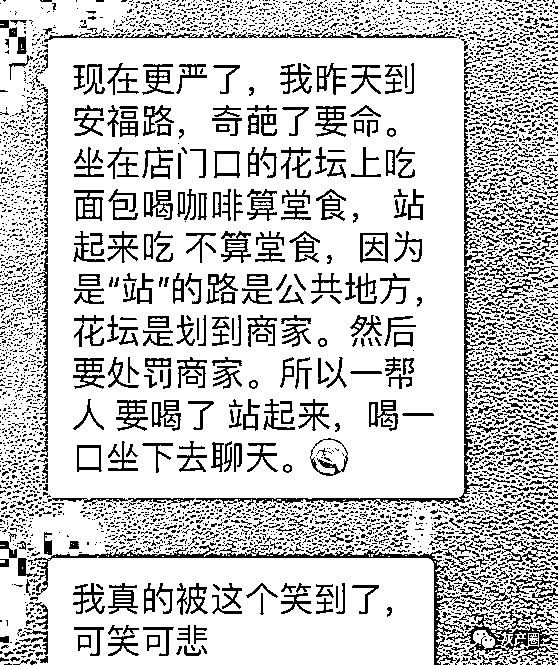 现在更严了，我昨天到
安福路，奇葩了要命。
坐在店门口的花坛上吃
面包喝咖啡算堂食， 站
起来吃 不算堂食，因为
是“站”的路是公共地方，
花坛是划到商家。然后
要处罚商家。所以一帮
人 要喝了 站起来，喝一
口坐下去聊天。
我真的被这个笑到了，
可笑可悲